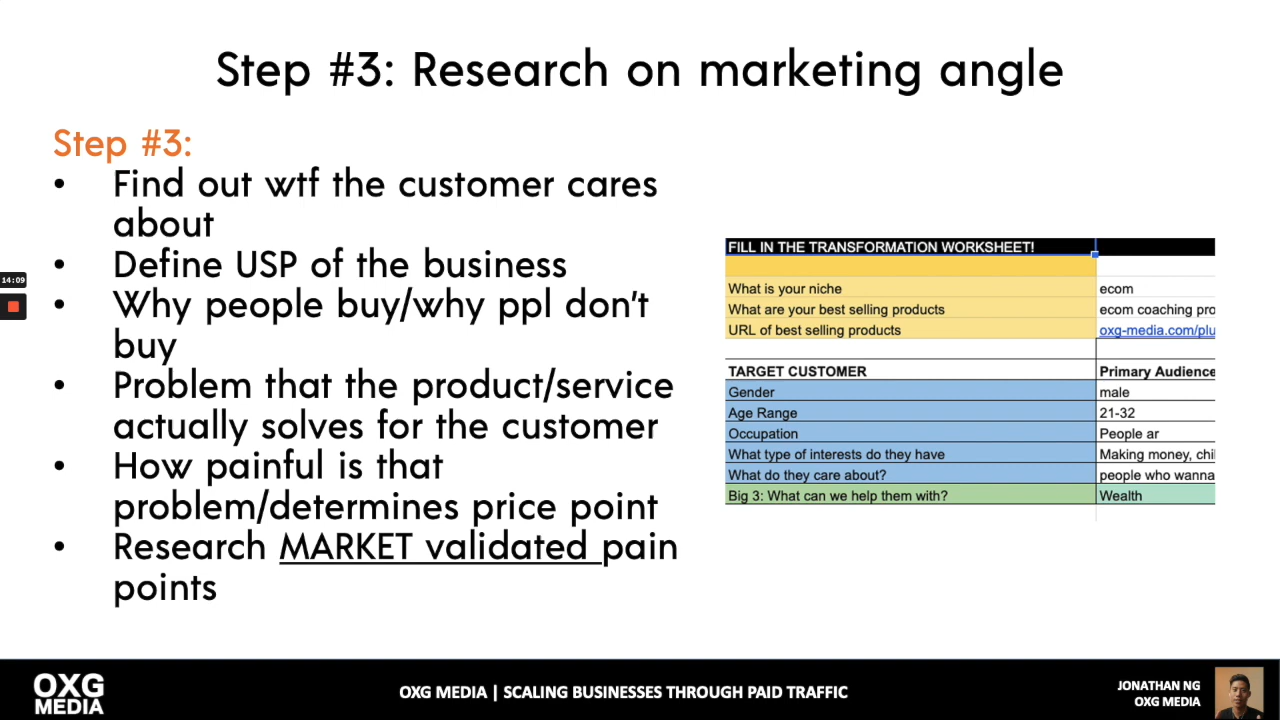 Step #3: Research on marketing angle
Step #3:
• Find out wtf the customer cares
about
• Define USP of the business
• Why people buy/why ppl don't
buy
• Problem that the product/service
actually solves for the customer
• How painful is that
problem/determines price point
• Research MARKET validated pain
points
14:09
FILL IN THE TRANSFORMATION WORKSHEET!
What is your niche ecom
What are your best selling products ecom coaching pro
URL of best selling products oxg-media.com/plu
TARGET CUSTOMER Primary Audience
Gender male
Age Range 21-32
Occupation People ar
What type of interests do they have Making money, chi
What do they care about? people who wanna
Big 3: What can we help them with? Wealth
OXG
MEDIA
OXG MEDIA | SCALING BUSINESSES THROUGH PAID TRAFFIC
JONATHAN NG
OXG MEDIA